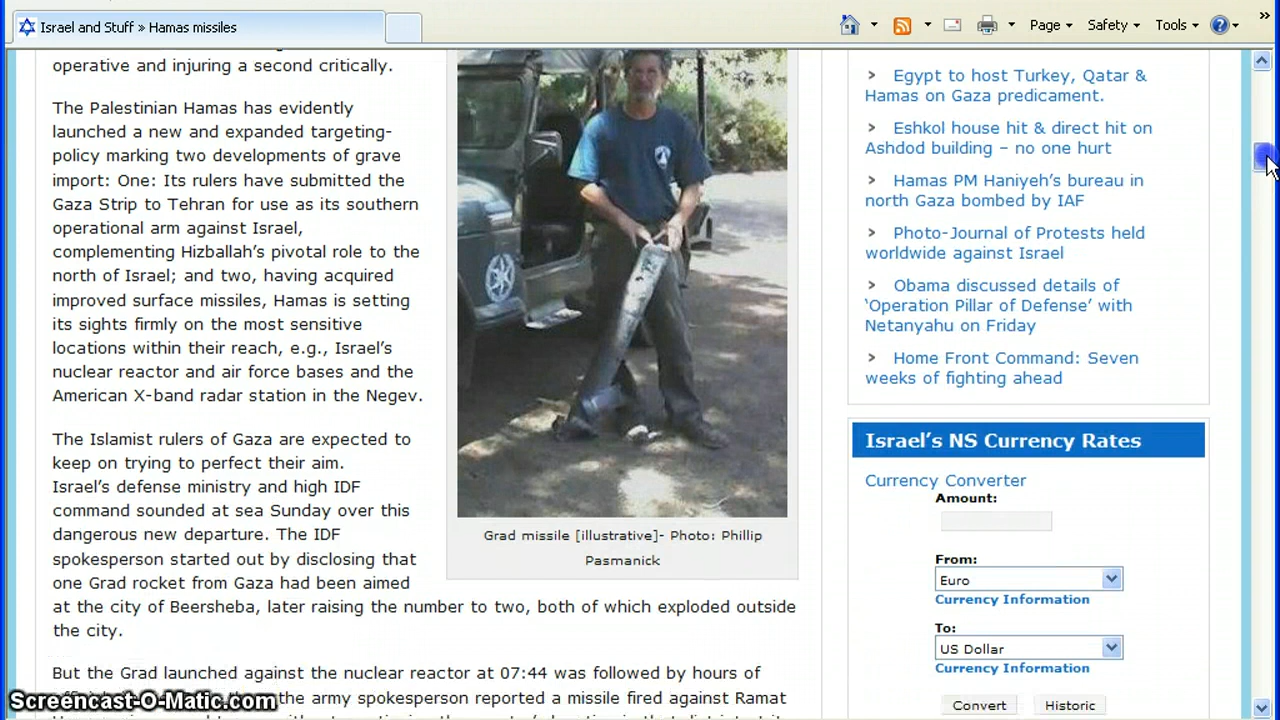 Israel and Stuff » Hamas missiles
Page
Safety
Tools
operative and injuring a second critically.
The Palestinian Hamas has evidently
launched a new and expanded targeting-
policy marking two developments of grave
import: One: Its rulers have submitted the
Gaza Strip to Tehran for use as its southern
operational arm against Israel,
complementing Hizballah's pivotal role to the
north of Israel; and two, having acquired
improved surface missiles, Hamas is setting
its sights firmly on the most sensitive
locations within their reach, e.g., Israel's
nuclear reactor and air force bases and the
American X-band radar station in the Negev.
The Islamist rulers of Gaza are expected to
keep on trying to perfect their aim.
Israel's defense ministry and high IDF
command sounded at sea Sunday over this
dangerous new departure. The IDF
spokesperson started out by disclosing that
one Grad rocket from Gaza had been aimed
at the city of Beersheba, later raising the number to two, both of which exploded outside
the city.
But the Grad launched against the nuclear reactor at 07:44 was followed by hours of
the army spokesperson reported a missile fired against Ramat
Grad missile [illustrative]- Photo: Phillip
Pasmanick
Egypt to host Turkey, Qatar &
Hamas on Gaza predicament.
Eshkol house hit & direct hit on
Ashdod building – no one hurt
Hamas PM Haniyeh's bureau in
north Gaza bombed by IAF
Photo-Journal of Protests held
worldwide against Israel
Obama discussed details of
'Operation Pillar of Defense' with
Netanyahu on Friday
Home Front Command: Seven
weeks of fighting ahead
Israel's NS Currency Rates
Currency Converter
Amount:
From:
Euro
Currency Information
To:
US Dollar
Currency Information
Convert
Historic
Screencast-O-Matic.com